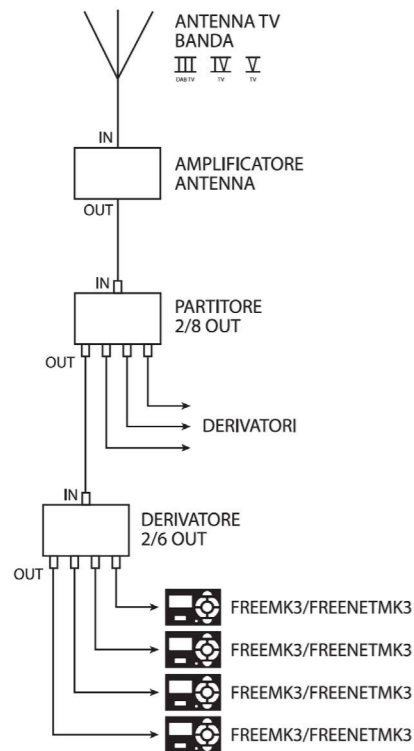 ANTENNA TV
BANDA
III IV V
DAB TV TV TV
IN
AMPLIFICATORE
ANTENNA
OUT
IN
PARTITORE
2/8 OUT
OUT
DERIVATORI
IN
DERIVATORE
2/6 OUT
OUT
FREEMK3/FREENETMK3
FREEMK3/FREENETMK3
FREEMK3/FREENETMK3
FREEMK3/FREENETMK3